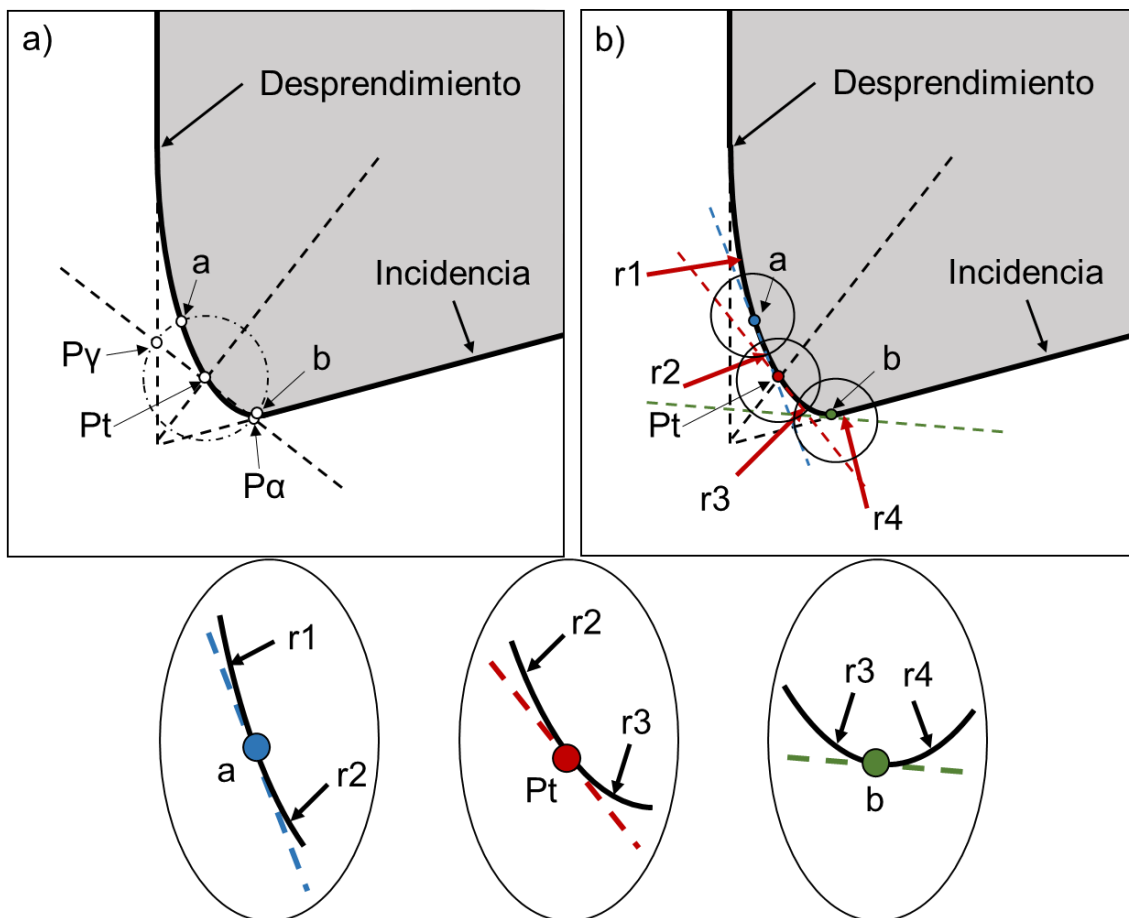 a)
Desprendimiento
a
Incidencia
Pγ
b
Pt
Pα
b)
Desprendimiento
a
Incidencia
r1
r2
b
Pt
r3
r4
r1
a
r2
r2
r3
Pt
r3
r4
b